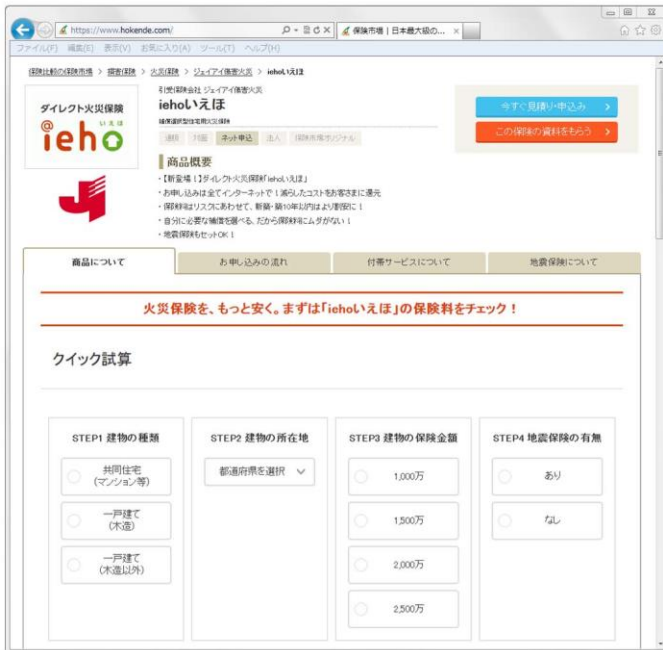 https://www.hokende.com/
保険市場 | 日本最大級の...
ファイル(F) 編集(E) 表示(V) お気に入り(A) ツール(T) ヘルプ(H)
保険比較の保険市場 > 損害保険 > 火災保険 > ジェイアイ傷害火災 > iehoいえほ
ダイレクト火災保険
いえほ
@ieho
引受保険会社 ジェイアイ傷害火災
iehoいえほ
補償選択型住宅用火災保険
通販 対面 ネット申込 法人 保険市場オリジナル
今すぐ見積り・申込み
この保険の資料をもらう
商品概要
・【新登場！】ダイレクト火災保険「iehoいえほ」
・お申し込みは全てインターネットで！減らしたコストをお客さまに還元
・保険料はリスクにあわせて、新築・築10年以内はより割安に！
・自分に必要な補償を選べる、だから保険料にムダがない！
・地震保険もセットOK！
商品について お申し込みの流れ 付帯サービスについて 地震保険について
火災保険を、もっと安く。まずは「iehoいえほ」の保険料をチェック！
クイック試算
STEP1 建物の種類
共同住宅
(マンション等)
一戸建て
(木造)
一戸建て
(木造以外)
STEP2 建物の所在地
都道府県を選択
STEP3 建物の保険金額
1,000万
1,500万
2,000万
2,500万
STEP4 地震保険の有無
あり
なし